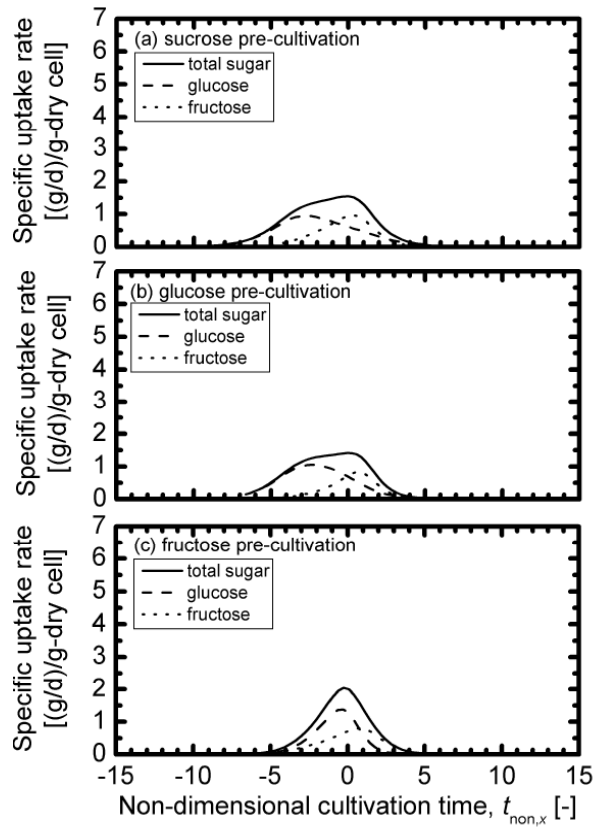 7
(a) sucrose pre-cultivation
6
total sugar
5
glucose
4
fructose
3
2
1
0
Specific uptake rate
[(g/d)/g-dry cell]
7
(b) glucose pre-cultivation
6
total sugar
5
glucose
4
fructose
3
2
1
0
Specific uptake rate
[(g/d)/g-dry cell]
7
(c) fructose pre-cultivation
6
total sugar
5
glucose
4
fructose
3
2
1
0
Specific uptake rate
[(g/d)/g-dry cell]
-15 -10 -5 0 5 10 15
Non-dimensional cultivation time, tnon,x [-]